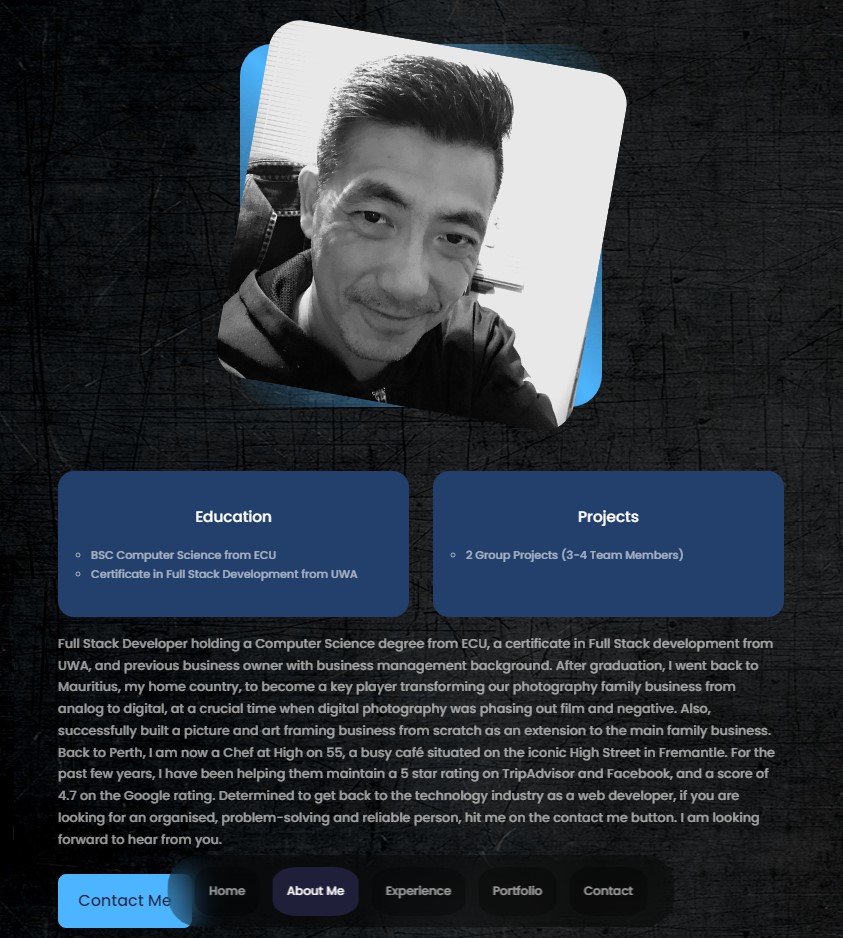 Education
BSC Computer Science from ECU
Certificate in Full Stack Development from UWA
Projects
2 Group Projects (3-4 Team Members)
Full Stack Developer holding a Computer Science degree from ECU, a certificate in Full Stack development from
UWA, and previous business owner with business management background. After graduation, I went back to
Mauritius, my home country, to become a key player transforming our photography family business from
analog to digital, at a crucial time when digital photography was phasing out film and negative. Also,
successfully built a picture and art framing business from scratch as an extension to the main family business.
Back to Perth, I am now a Chef at High on 55, a busy café situated on the iconic High Street in Fremantle. For the
past few years, I have been helping them maintain a 5 star rating on TripAdvisor and Facebook, and a score of
4.7 on the Google rating. Determined to get back to the technology industry as a web developer, if you are
looking for an organised, problem-solving and reliable person, hit me on the contact me button. I am looking
forward to hear from you.
Contact Me
Home
About Me
Experience
Portfolio
Contact